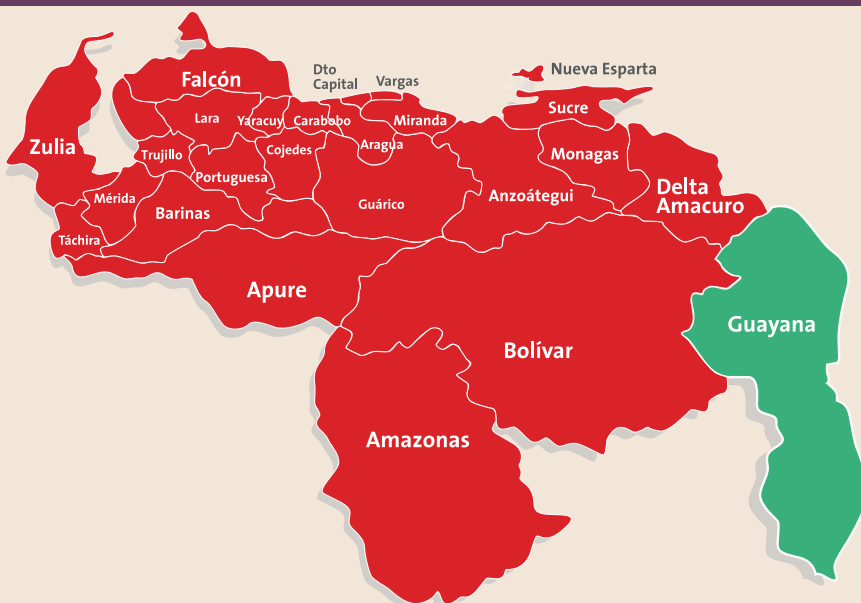 Dto
Capital
Vargas
Nueva Esparta
Falcón
Sucre
Lara
Yaracuy
Carabobo
Miranda
Zulia
Aragua
Trujillo
Cojedes
Monagas
Portuguesa
Delta
Amacuro
Mérida
Barinas
Guárico
Anzoátegui
Táchira
Apure
Guayana
Bolívar
Amazonas